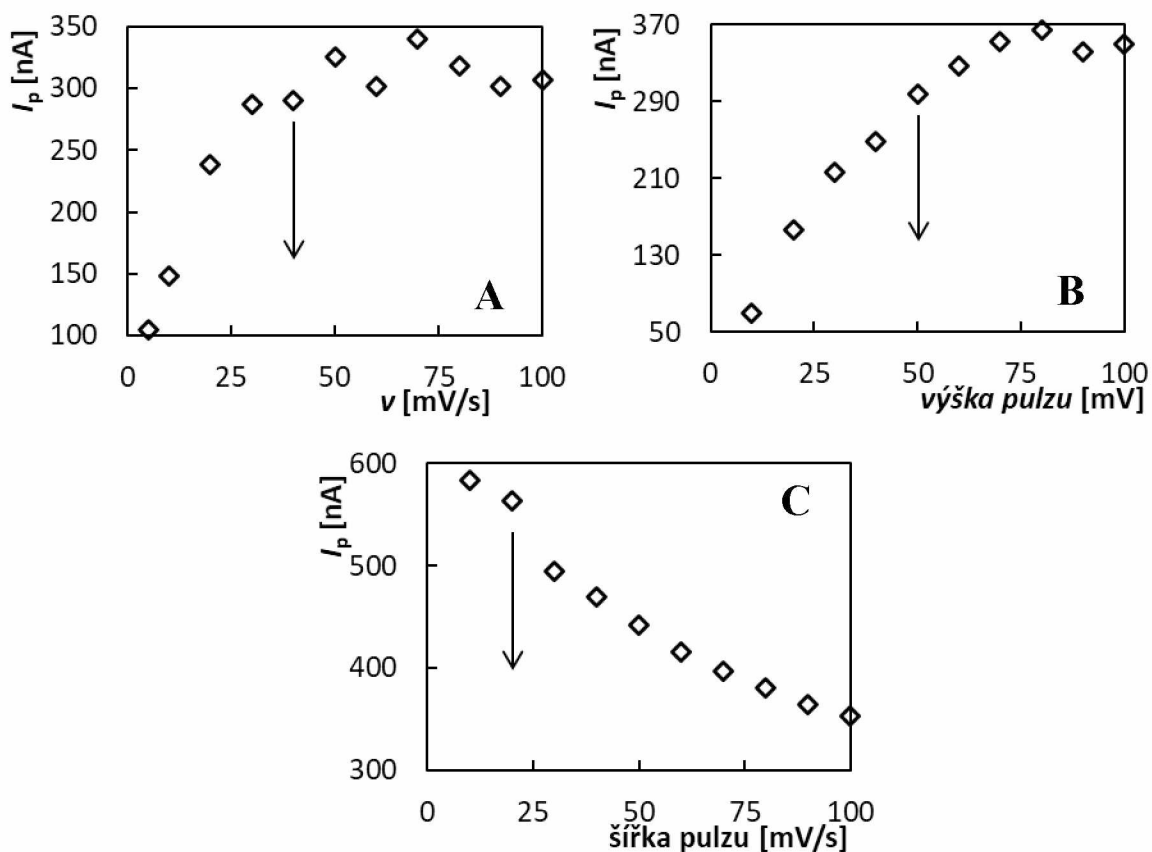 350
300
250
200
150
100
I_p [nA]
A
0 25 50 75 100
v [mV/s]
370
290
210
130
50
I_p [nA]
B
0 25 50 75 100
výška pulzu [mV]
600
500
400
300
I_p [nA]
C
0 25 50 75 100
šířka pulzu [mV/s]